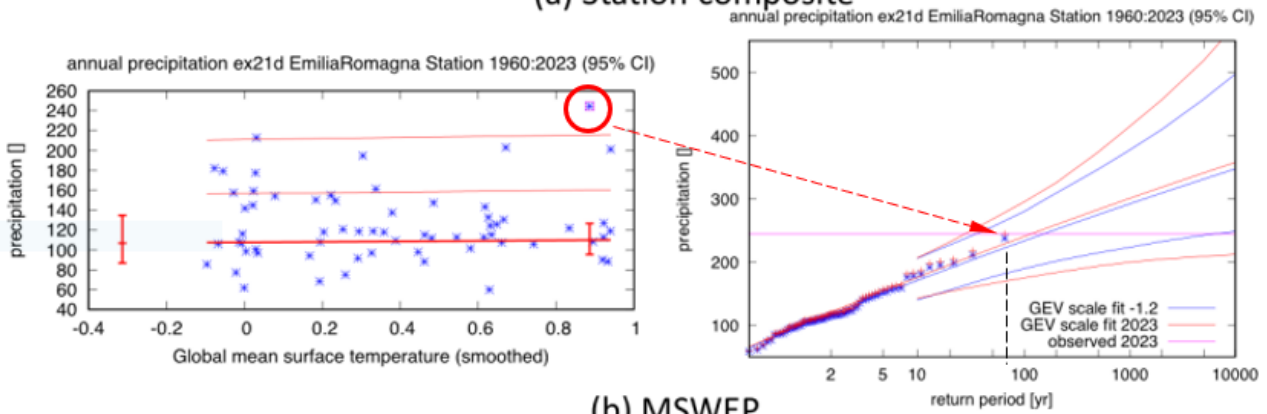 (a) Station composite
annual precipitation ex21d EmiliaRomagna Station 1960:2023 (95% CI)
precipitation []
260
240
220
200
180
160
140
120
100
80
60
40
-0.4
-0.2
0
0.2
0.4
0.6
0.8
1
Global mean surface temperature (smoothed)
annual precipitation ex21d EmiliaRomagna Station 1960:2023 (95% CI)
precipitation []
500
400
300
200
100
GEV scale fit -1.2
GEV scale fit 2023
observed 2023
2
5
10
100
1000
10000
return period [yr]
(b) MSWEP